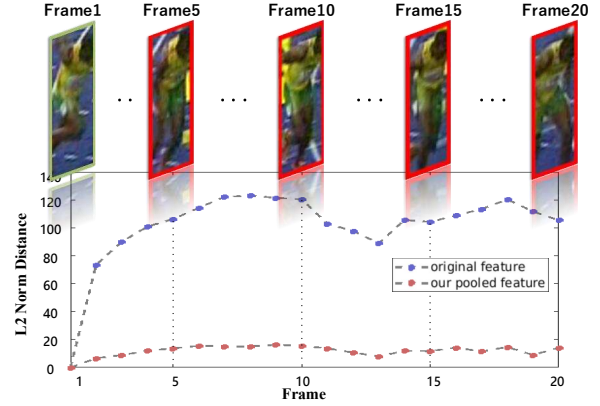 Frame1 Frame5 Frame10 Frame15 Frame20
140
120
100
80
60
40
20
0
L2 Norm Distance
original feature
our pooled feature
1 5 10 15 20
Frame